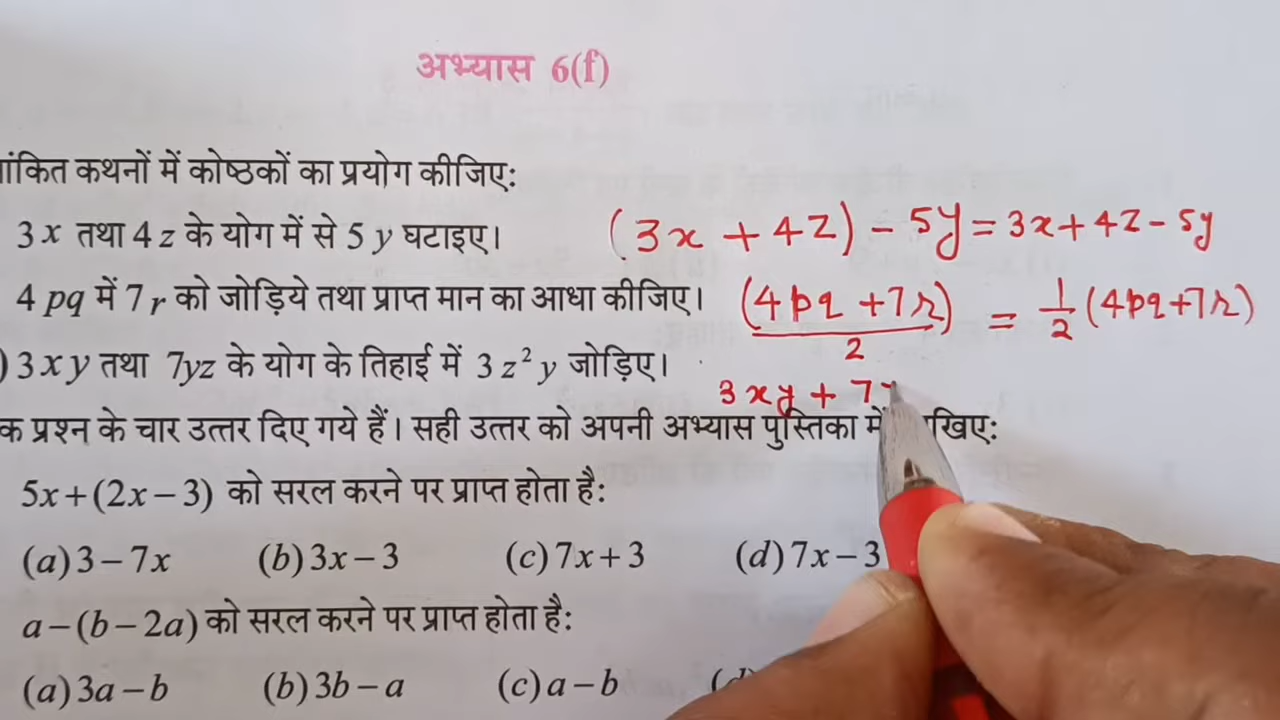 अभ्यास 6(f)
कथनों में कोष्ठकों का प्रयोग कीजिए:
3x तथा 4z के योग में से 5y घटाइए। (3x + 4z) - 5y = 3x + 4z - 5y
4pq में 7r को जोड़िये तथा प्राप्त मान का आधा कीजिए। (4pq + 7r)/2 = 1/2 (4pq + 7r)
) 3xy तथा 7yz के योग के तिहाई में 3z²y जोड़िए।
3xy + 7
प्रश्न के चार उत्तर दिए गये हैं। सही उत्तर को अपनी अभ्यास पुस्तिका में
5x+(2x−3) को सरल करने पर प्राप्त होता है:
(a) 3−7x (b) 3x−3 (c) 7x+3 (d) 7x−3
a−(b−2a) को सरल करने पर प्राप्त होता है:
(a) 3a−b (b) 3b−a (c) a−b